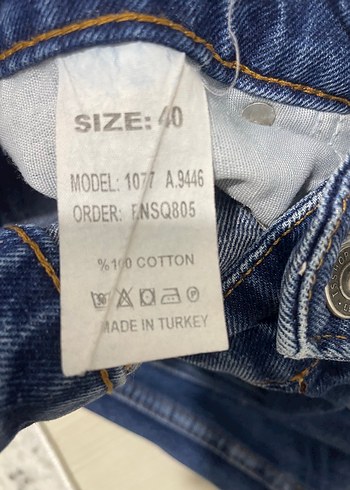 SIZE: 40
MODEL: 1077 A.9446
ORDER: ENSQ805
%100 COTTON
MADE IN TURKEY